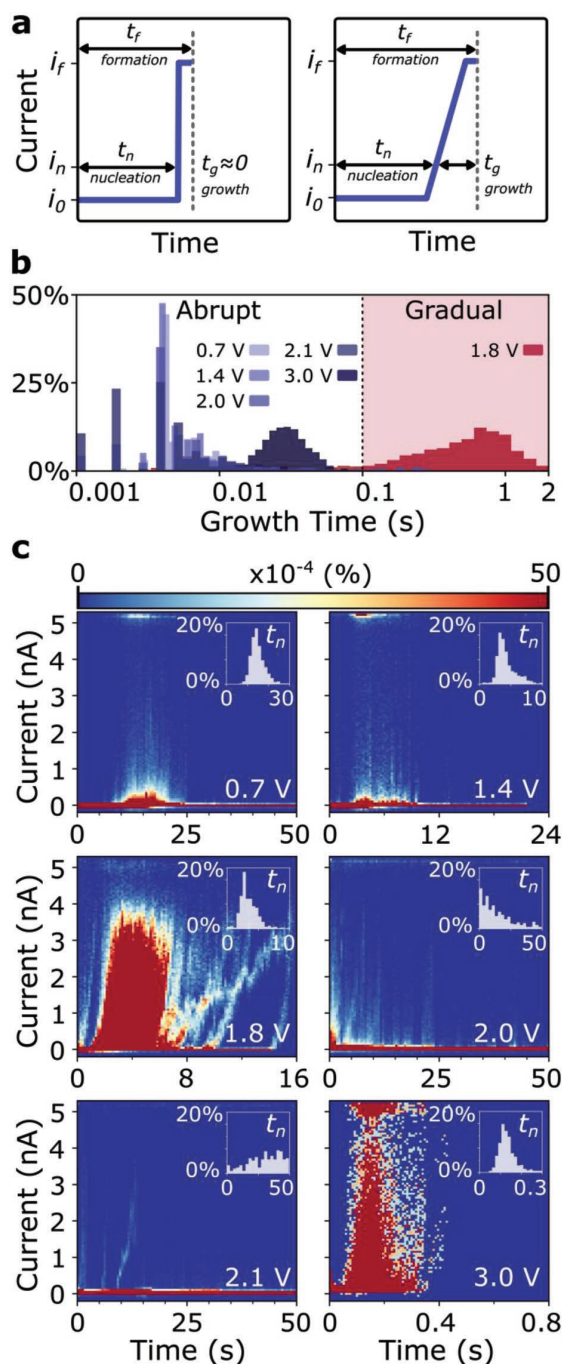 a
t_f t_f
formation formation
i_f i_f
Current
t_n t_n
nucleation nucleation
t_g≈0 t_g
growth growth
i_n i_n
i_0 i_0
Time Time
b
50%
25%
0%
Abrupt Gradual
0.7 V 2.1 V 1.8 V
1.4 V 3.0 V
2.0 V
0.001 0.01 0.1 1 2
Growth Time (s)
c
0 x10⁻⁴ (%) 50
Current (nA)
5
4
3
2
1
0
20% t_n
0%
0 30
0.7 V
0 25 50
20% t_n
0%
0 10
1.4 V
0 12 24
Current (nA)
5
4
3
2
1
0
20% t_n
0%
0 10
1.8 V
0 8 16
20% t_n
0%
0 50
2.0 V
0 25 50
Current (nA)
5
4
3
2
1
0
20% t_n
0%
0 50
2.1 V
0 25 50
Time (s)
20% t_n
0%
0 0.3
3.0 V
0 0.4 0.8
Time (s)